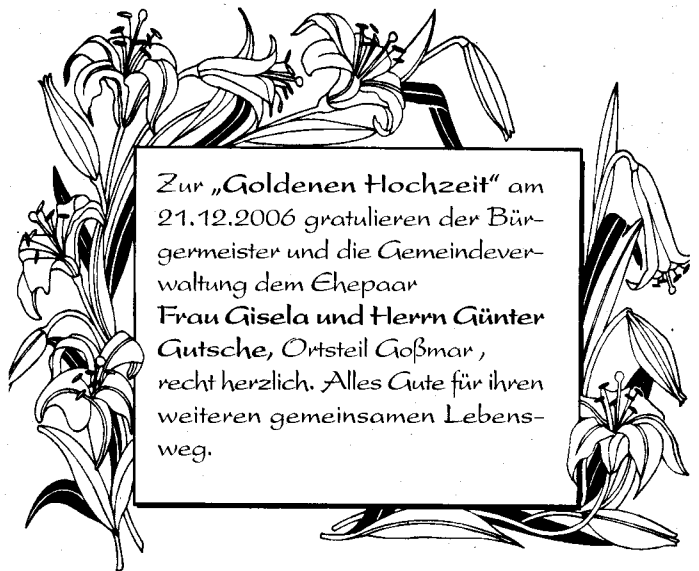 Zur „Goldenen Hochzeit“ am
21.12.2006 gratulieren der Bür-
germeister und die Gemeindever-
waltung dem Ehepaar
Frau Gisela und Herrn Günter
Gutsche, Ortsteil Goßmar,
recht herzlich. Alles Gute für ihren
weiteren gemeinsamen Lebens-
weg.